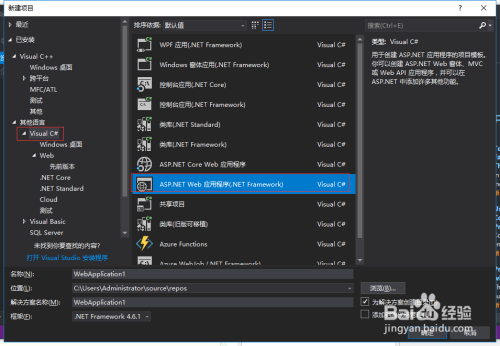 新建项目
最近
排序依据: 默认值
搜索(Ctrl+E)
已安装
Visual C++
Windows 桌面
跨平台
MFC/ATL
测试
其他
其他语言
Visual C#
Windows 桌面
Web
先前版本
.NET Core
.NET Standard
Cloud
测试
Visual Basic
SQL Server
未找到你要查找的内容?
打开 Visual Studio 安装程序
WPF 应用(.NET Framework) Visual C#
Windows 窗体应用(.NET Framework) Visual C#
控制台应用(.NET Core) Visual C#
控制台应用(.NET Framework) Visual C#
类库(.NET Standard) Visual C#
类库(.NET Framework) Visual C#
ASP.NET Core Web 应用程序 Visual C#
ASP.NET Web 应用程序(.NET Framework) Visual C#
共享项目 Visual C#
类库(旧版可移植) Visual C#
Azure Functions Visual C#
Azure WebJob (.NET Framework) Visual C#
类型: Visual C#
用于创建 ASP.NET 应用程序的项目模板。
你可以创建 ASP.NET Web 窗体、MVC
或 Web API 应用程序，并可以在
ASP.NET 中添加许多其他功能。
名称(N): WebApplication1
位置(L): C:\Users\Administrator\source\repos
浏览(B)...
解决方案名称(M): WebApplication1
为解决方案创建
框架: .NET Framework 4.6.1
添加
确定
取消
Baidu 经验
jingyan.baidu.com